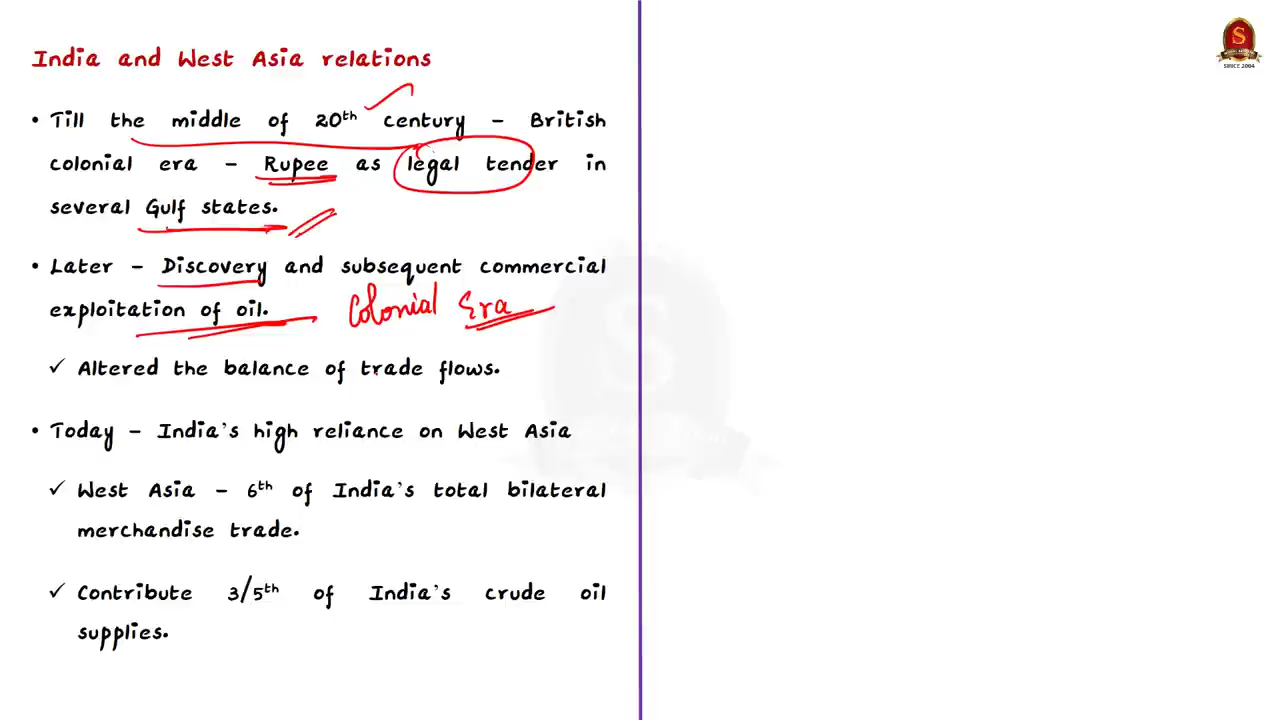 India and West Asia relations
• Till the middle of 20th century - British
colonial era - Rupee as legal tender in
several Gulf states.
• Later - Discovery and subsequent commercial
exploitation of oil. Colonial Era
✓ Altered the balance of trade flows.
• Today - India's high reliance on West Asia
✓ West Asia - 6th of India's total bilateral
merchandise trade.
✓ Contribute 3/5th of India's crude oil
supplies.
S
SINCE 2004